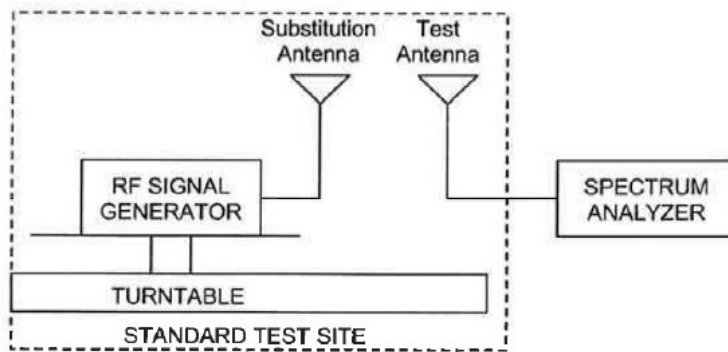 Substitution
Antenna
Test
Antenna
RF SIGNAL
GENERATOR
SPECTRUM
ANALYZER
TURNTABLE
STANDARD TEST SITE